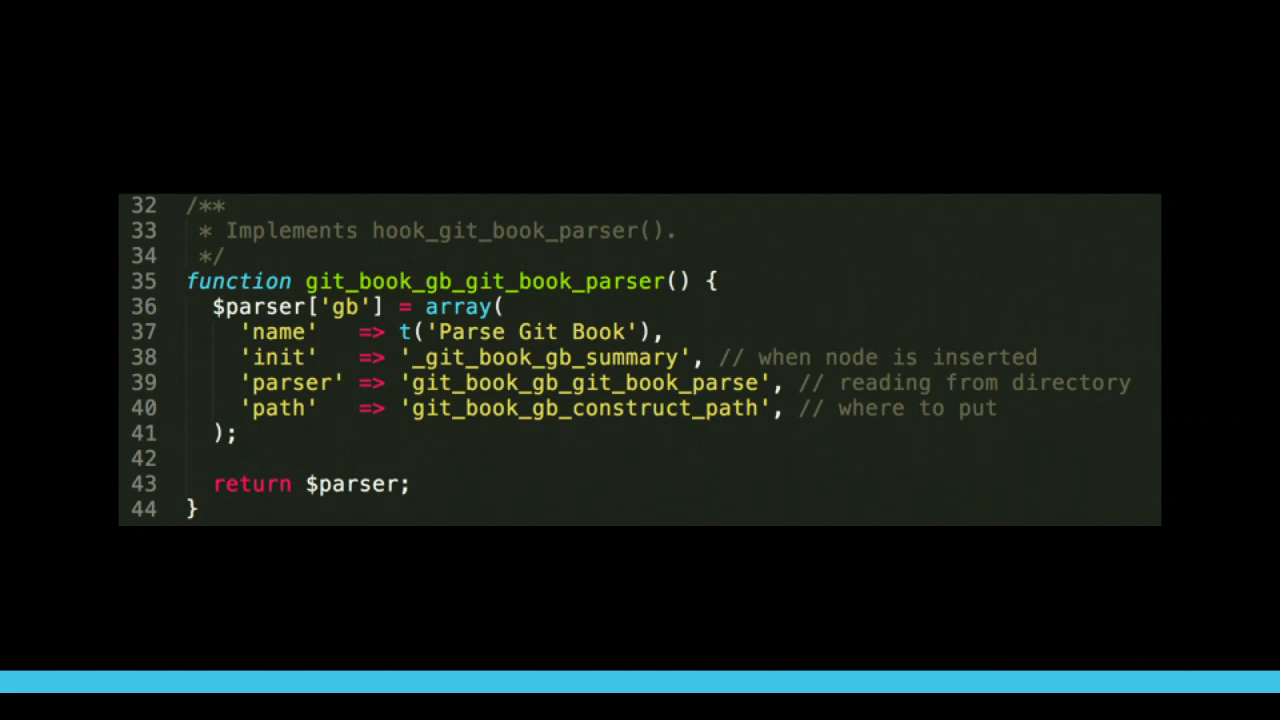 32 /**
33 * Implements hook_git_book_parser().
34 */
35 function git_book_gb_git_book_parser() {
36 $parser['gb'] = array(
37 'name' => t('Parse Git Book'),
38 'init' => '_git_book_gb_summary', // when node is inserted
39 'parser' => 'git_book_gb_git_book_parse', // reading from directory
40 'path' => 'git_book_gb_construct_path', // where to put
41 );
42
43 return $parser;
44 }